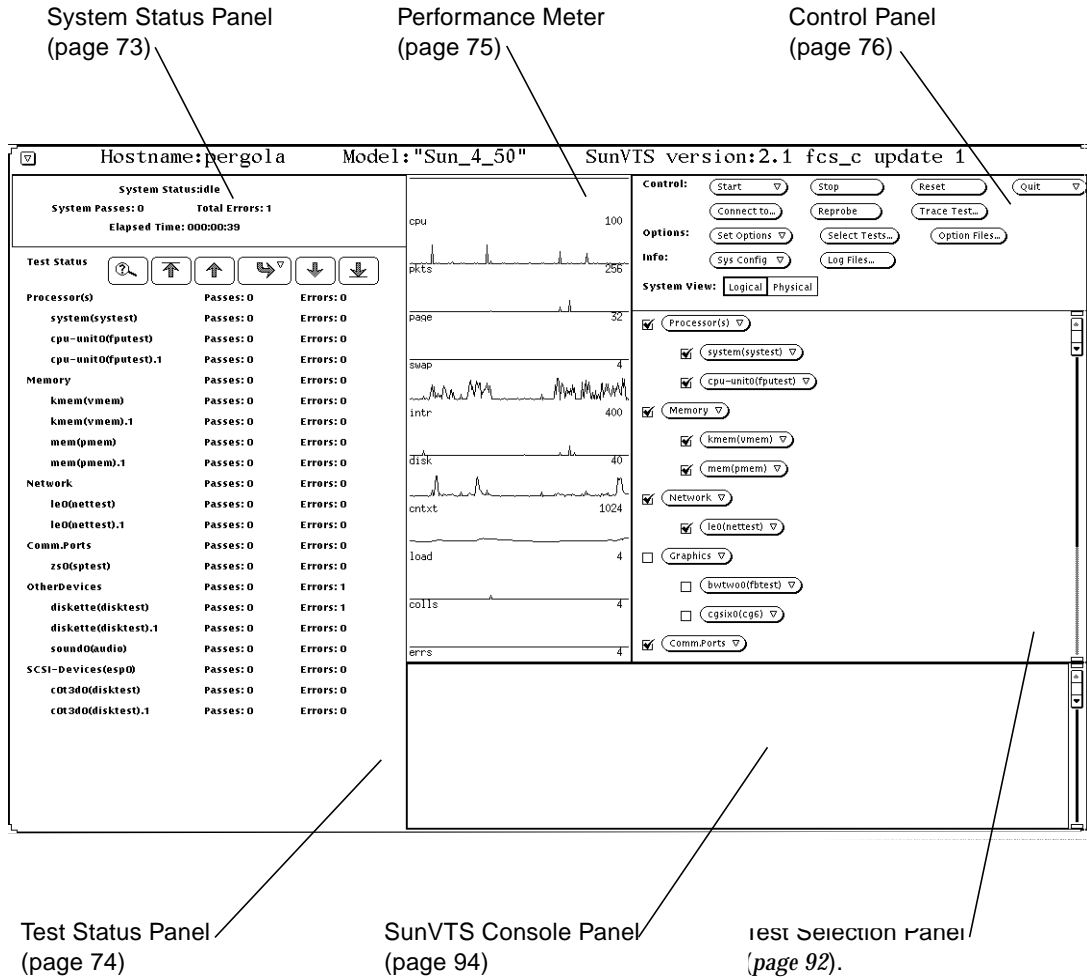 System Status Panel
(page 73)
Performance Meter
(page 75)
Control Panel
(page 76)
Hostname:pergola Model:"Sun_4_50" SunVTS version:2.1 fcs_c update 1
System Status:idle
System Passes: 0 Total Errors: 1
Elapsed Time: 000:00:39
Test Status
Processor(s) Passes: 0 Errors: 0
system(systest) Passes: 0 Errors: 0
cpu-unit0(fputest) Passes: 0 Errors: 0
cpu-unit0(fputest).1 Passes: 0 Errors: 0
Memory Passes: 0 Errors: 0
kmem(vmem) Passes: 0 Errors: 0
kmem(vmem).1 Passes: 0 Errors: 0
mem(pmem) Passes: 0 Errors: 0
mem(pmem).1 Passes: 0 Errors: 0
Network Passes: 0 Errors: 0
le0(nettest) Passes: 0 Errors: 0
le0(nettest).1 Passes: 0 Errors: 0
Comm.Ports Passes: 0 Errors: 0
zs0(sptest) Passes: 0 Errors: 0
OtherDevices Passes: 0 Errors: 1
diskette(disktest) Passes: 0 Errors: 1
diskette(disktest).1 Passes: 0 Errors: 0
sound0(audio) Passes: 0 Errors: 0
SCSI-Devices(esp0) Passes: 0 Errors: 0
c0t3d0(disktest) Passes: 0 Errors: 0
c0t3d0(disktest).1 Passes: 0 Errors: 0
cpu 100
pkts 256
page 32
swap 4
intr 400
disk 40
cntxt 1024
load 4
colls 4
errs 4
Control: Start Stop Reset Quit
Connect to... Reprobe Trace Test...
Options: Set Options Select Tests... Option Files...
Info: Sys Config Log Files...
System View: Logical Physical
Processor(s)
system(systest)
cpu-unit0(fputest)
Memory
kmem(vmem)
mem(pmem)
Network
le0(nettest)
Graphics
bwtwo0(fbtest)
cgsix0(cg6)
Comm.Ports
Test Status Panel
(page 74)
SunVTS Console Panel
(page 94)
Test Selection Panel
(page 92).